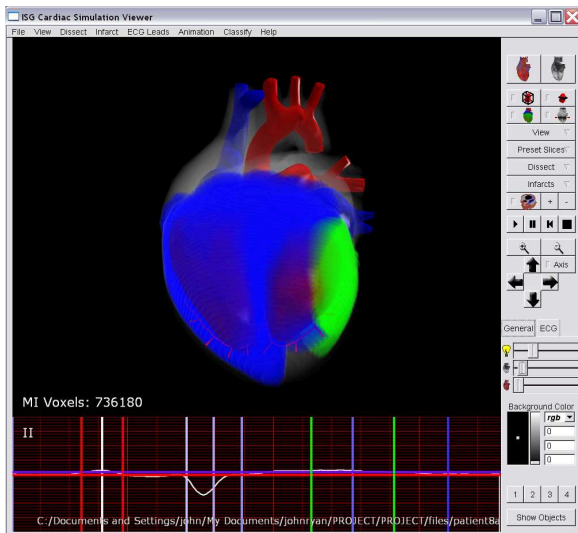 ISG Cardiac Simulation Viewer
File View Dissect Infarct ECG Leads Animation Classify Help
View
Preset Slices
Dissect
Infarcts
+ -
Axis
General ECG
MI Voxels: 736180
Background Color
rgb
0
0
0
II
1 2 3 4
C:/Documents and Settings/john/My Documents/johnryan/PROJECT/PROJECT/files/patient8a
Show Objects